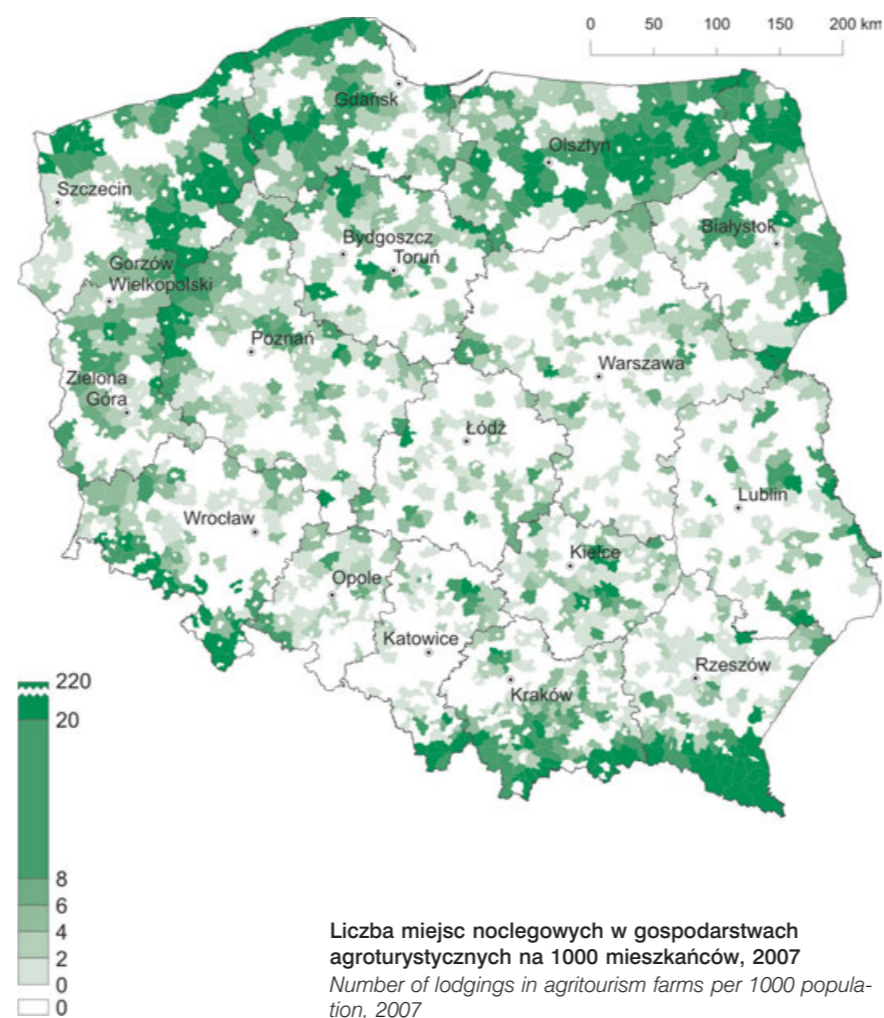 0 50 100 150 200 km
Gdańsk
Olsztyn
Szczecin
Bydgoszcz
Białystok
Toruń
Gorzów
Wielkopolski
Poznań
Warszawa
Zielona
Góra
Łódź
Lublin
Wrocław
Kielce
Opole
Katowice
Rzeszów
Kraków
220
20
8
6
4
2
0
0
Liczba miejsc noclegowych w gospodarstwach
agroturystycznych na 1000 mieszkańców, 2007
Number of lodgings in agritourism farms per 1000 popula-
tion, 2007